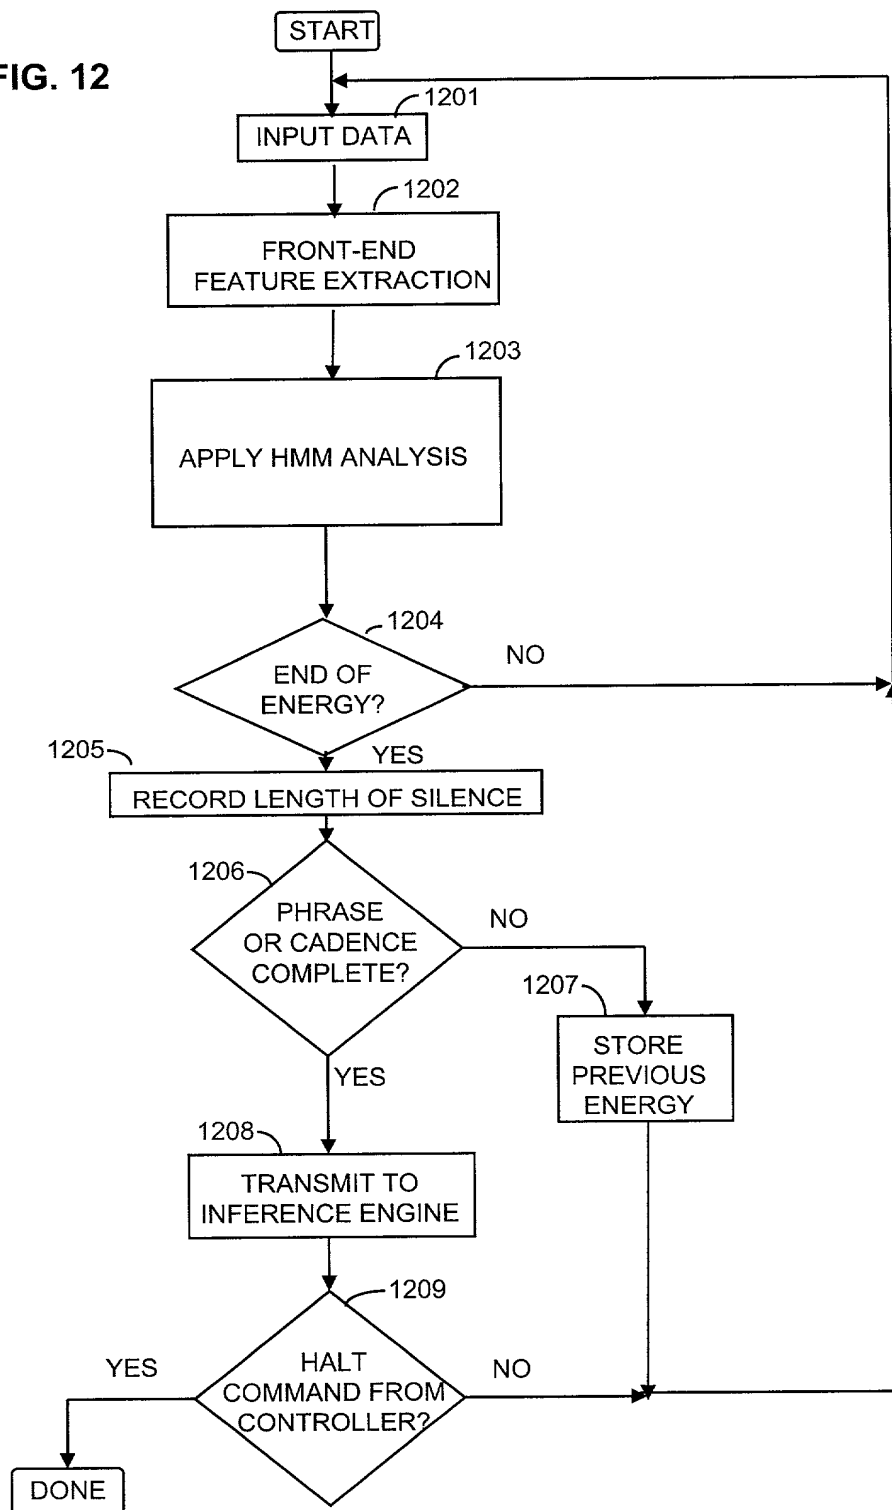 START
FIG. 12
1201
INPUT DATA
1202
FRONT-END
FEATURE EXTRACTION
1203
APPLY HMM ANALYSIS
1204
END OF
ENERGY?
NO
YES
1205
RECORD LENGTH OF SILENCE
1206
PHRASE
OR CADENCE
COMPLETE?
NO
1207
STORE
PREVIOUS
ENERGY
YES
1208
TRANSMIT TO
INFERENCE ENGINE
1209
HALT
COMMAND FROM
CONTROLLER?
YES
NO
DONE